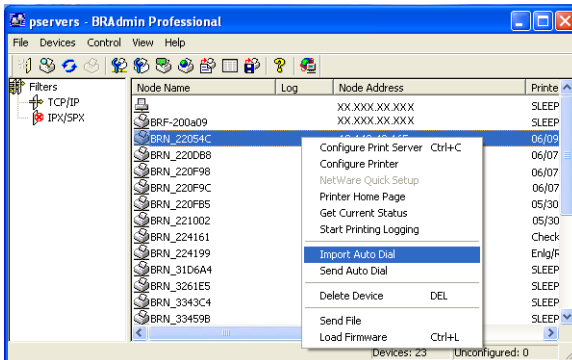 pservers - BRAdmin Professional
File Devices Control View Help
Filters
TCP/IP
IPX/SPX
Node Name Log Node Address Printe
XX.XXX.XX.XXX SLEEP
BRF-200a09 XX.XXX.XX.XXX SLEEP
BRN_22054C 06/09
BRN_220DB8 06/07
BRN_220F98 06/07
BRN_220F9C 06/07
BRN_220FB5 05/30
BRN_221002 05/30
BRN_224161 Check
BRN_224199 Enlg/R
BRN_31D6A4 SLEEP
BRN_3261E5 SLEEP
BRN_3343C4 SLEEP
BRN_33459B SLEEP
Configure Print Server Ctrl+C
Configure Printer
NetWare Quick Setup
Printer Home Page
Get Current Status
Start Printing Logging
Import Auto Dial
Send Auto Dial
Delete Device DEL
Send File
Load Firmware Ctrl+L
Devices: 23 Unconfigured: 0